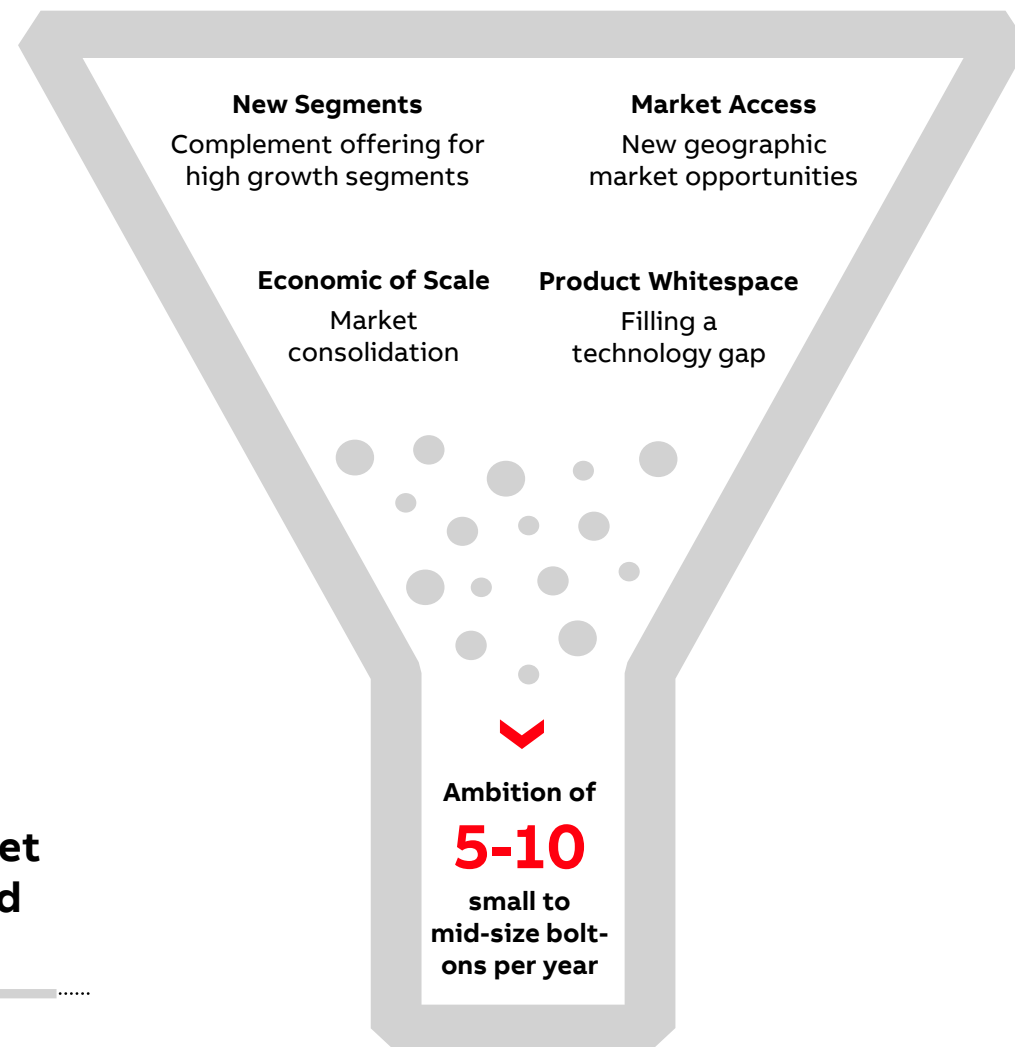 New Segments
Complement offering for
high growth segments
Market Access
New geographic
market opportunities
Economic of Scale
Market
consolidation
Product Whitespace
Filling a
technology gap
Ambition of
5-10
small to
mid-size bolt-
ons per year